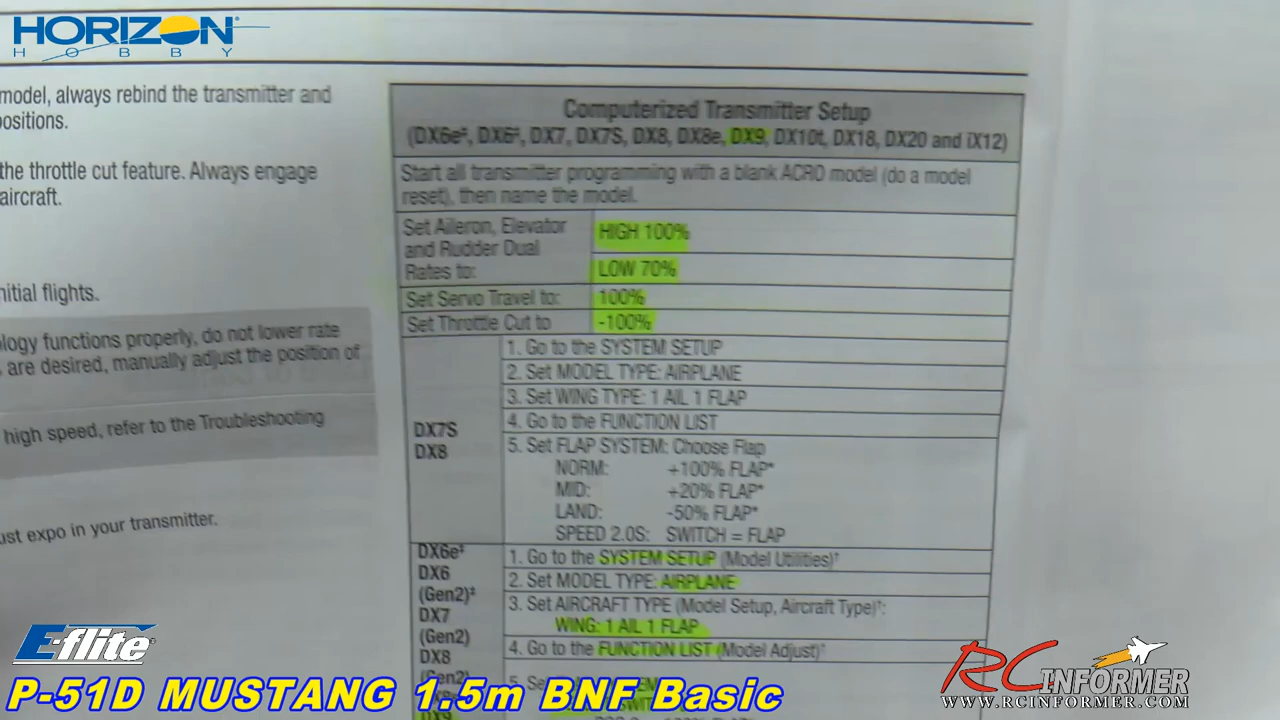 HORIZON
HOBBY
model, always rebind the transmitter and
positions.
the throttle cut feature. Always engage
aircraft.
nitial flights.
ology functions properly, do not lower rate
are desired, manually adjust the position of
high speed, refer to the Troubleshooting
ust expo in your transmitter.
Computerized Transmitter Setup
(DX6e‡, DX6‡, DX7, DX7S, DX8, DX8e, DX9, DX10t, DX18, DX20 and iX12)
Start all transmitter programming with a blank ACRO model (do a model
reset), then name the model.
Set Aileron, Elevator
and Rudder Dual
Rates to:
HIGH 100%
LOW 70%
Set Servo Travel to: 100%
Set Throttle Cut to -100%
DX7S
DX8
1. Go to the SYSTEM SETUP
2. Set MODEL TYPE: AIRPLANE
3. Set WING TYPE: 1 AIL 1 FLAP
4. Go to the FUNCTION LIST
5. Set FLAP SYSTEM: Choose Flap
NORM: +100% FLAP*
MID: +20% FLAP*
LAND: -50% FLAP*
SPEED 2.0S: SWITCH = FLAP
DX6e‡
DX6
(Gen2)‡
DX7
(Gen2)
DX8
(Gen2)
DX9
1. Go to the SYSTEM SETUP (Model Utilities)†
2. Set MODEL TYPE: AIRPLANE
3. Set AIRCRAFT TYPE (Model Setup, Aircraft Type)†:
WING: 1 AIL 1 FLAP
4. Go to the FUNCTION LIST (Model Adjust)†
E-flite
P-51D MUSTANG 1.5m BNF Basic
RC INFORMER
WWW.RCINFORMER.COM